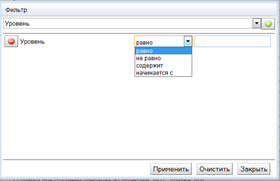 Фильтр
Уровень
Уровень равно
равно
не равно
содержит
начинается с
Применить Очистить Закрыть